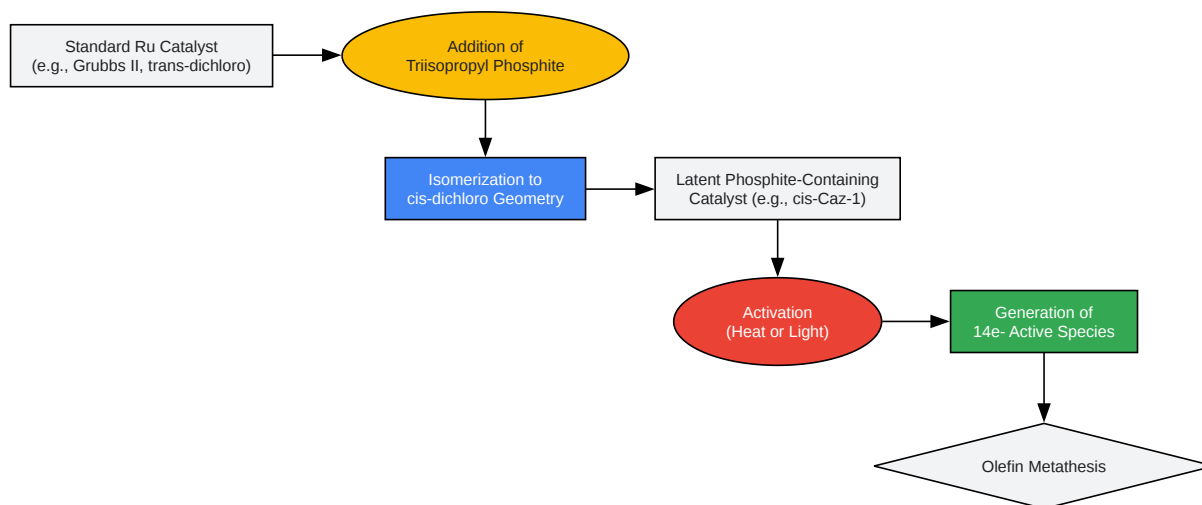 Standard Ru Catalyst
(e.g., Grubbs II, trans-dichloro)
Addition of
Triisopropyl Phosphite
Isomerization to
cis-dichloro Geometry
Latent Phosphite-Containing
Catalyst (e.g., cis-Caz-1)
Activation
(Heat or Light)
Generation of
14e- Active Species
Olefin Metathesis